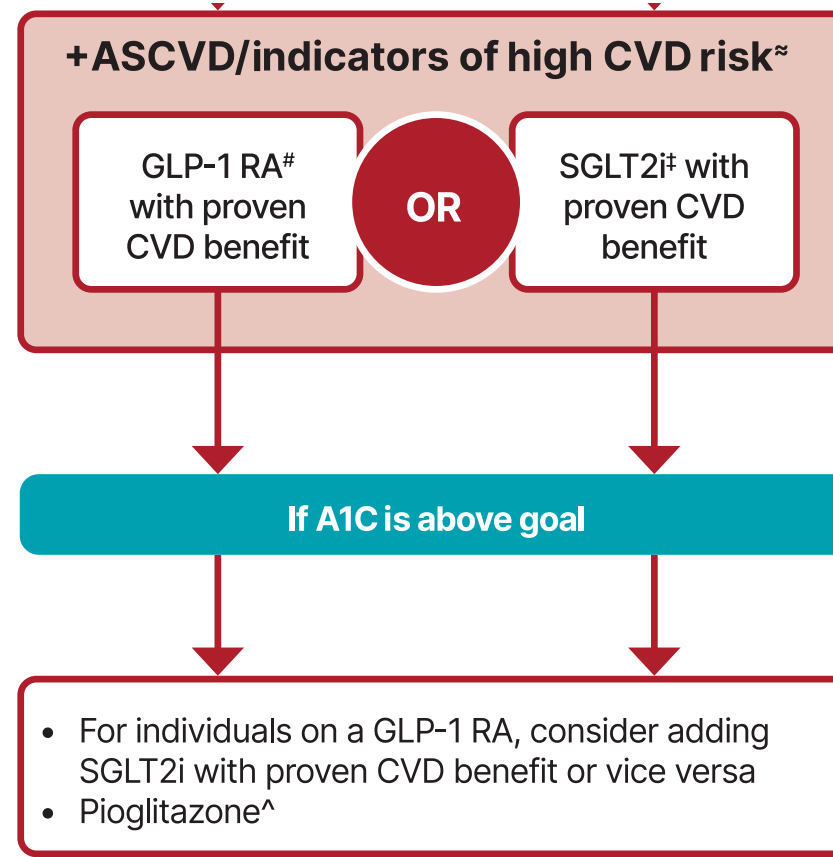 +ASCVD/indicators of high CVD risk≈
GLP-1 RA#
with proven
CVD benefit
OR
SGLT2i‡ with
proven CVD
benefit
If A1C is above goal
• For individuals on a GLP-1 RA, consider adding
SGLT2i with proven CVD benefit or vice versa
• Pioglitazone^